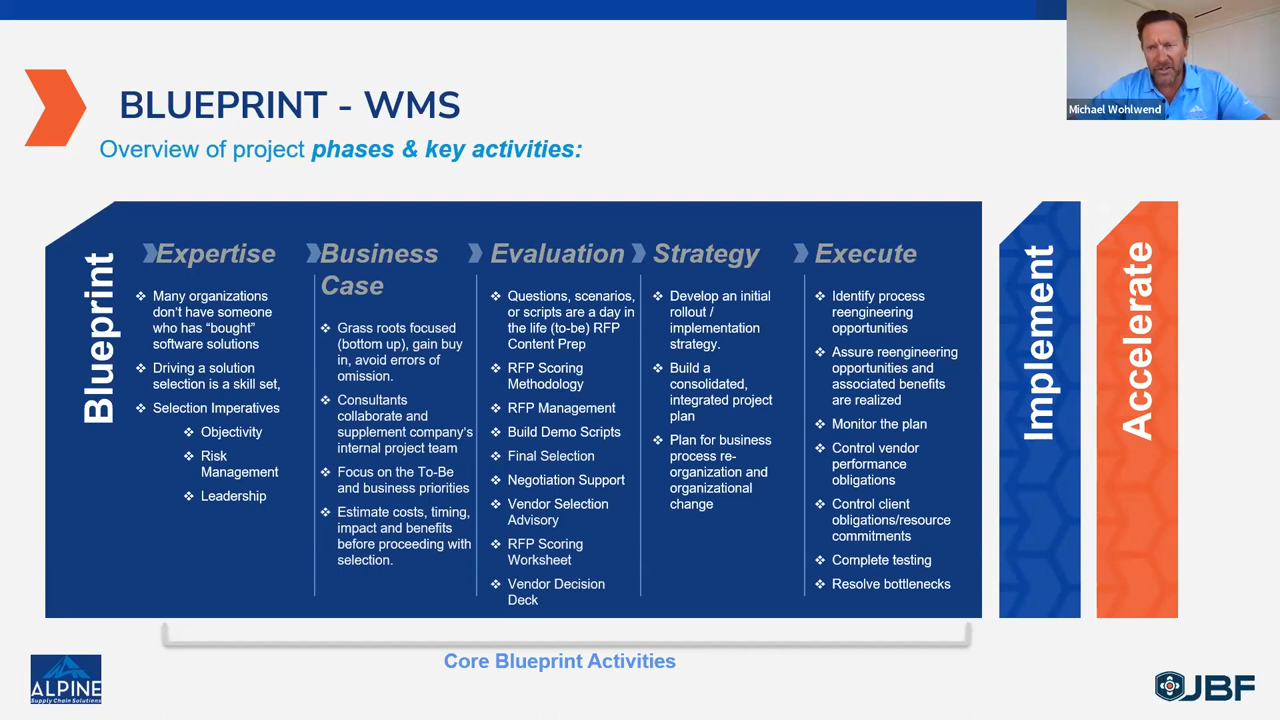 Michael Wohlwend
BLUEPRINT - WMS
Overview of project phases & key activities:
Blueprint
Expertise
Many organizations
don't have someone
who has “bought”
software solutions
Driving a solution
selection is a skill set,
Selection Imperatives
Objectivity
Risk
Management
Leadership
Business
Case
Grass roots focused
(bottom up), gain buy
in, avoid errors of
omission.
Consultants
collaborate and
supplement company's
internal project team
Focus on the To-Be
and business priorities
Estimate costs, timing,
impact and benefits
before proceeding with
selection.
Evaluation
Questions, scenarios,
or scripts are a day in
the life (to-be) RFP
Content Prep
RFP Scoring
Methodology
RFP Management
Build Demo Scripts
Final Selection
Negotiation Support
Vendor Selection
Advisory
RFP Scoring
Worksheet
Vendor Decision
Deck
Strategy
Develop an initial
rollout /
implementation
strategy.
Build a
consolidated,
integrated project
plan
Plan for business
process re-
organization and
organizational
change
Execute
Identify process
reengineering
opportunities
Assure reengineering
opportunities and
associated benefits
are realized
Monitor the plan
Control vendor
performance
obligations
Control client
obligations/resource
commitments
Complete testing
Resolve bottlenecks
Implement
Accelerate
Core Blueprint Activities
ALPINE
Supply Chain Solutions
JBF